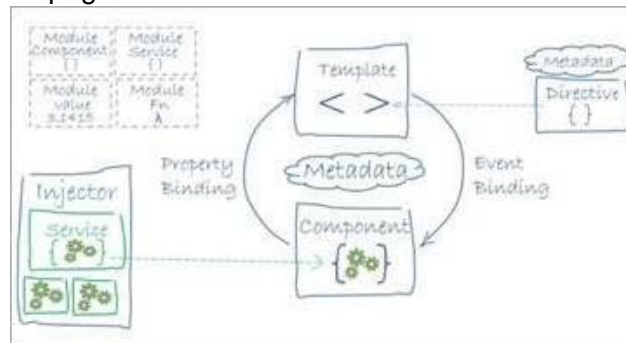 Module
Component
{ }
Module
Service
{ }
Module
value
3.1415
Module
Fn
λ
Template
< >
Metadata
Directive
{ }
Property
Binding
Metadata
Event
Binding
Injector
Service
{ }
Component
{ }